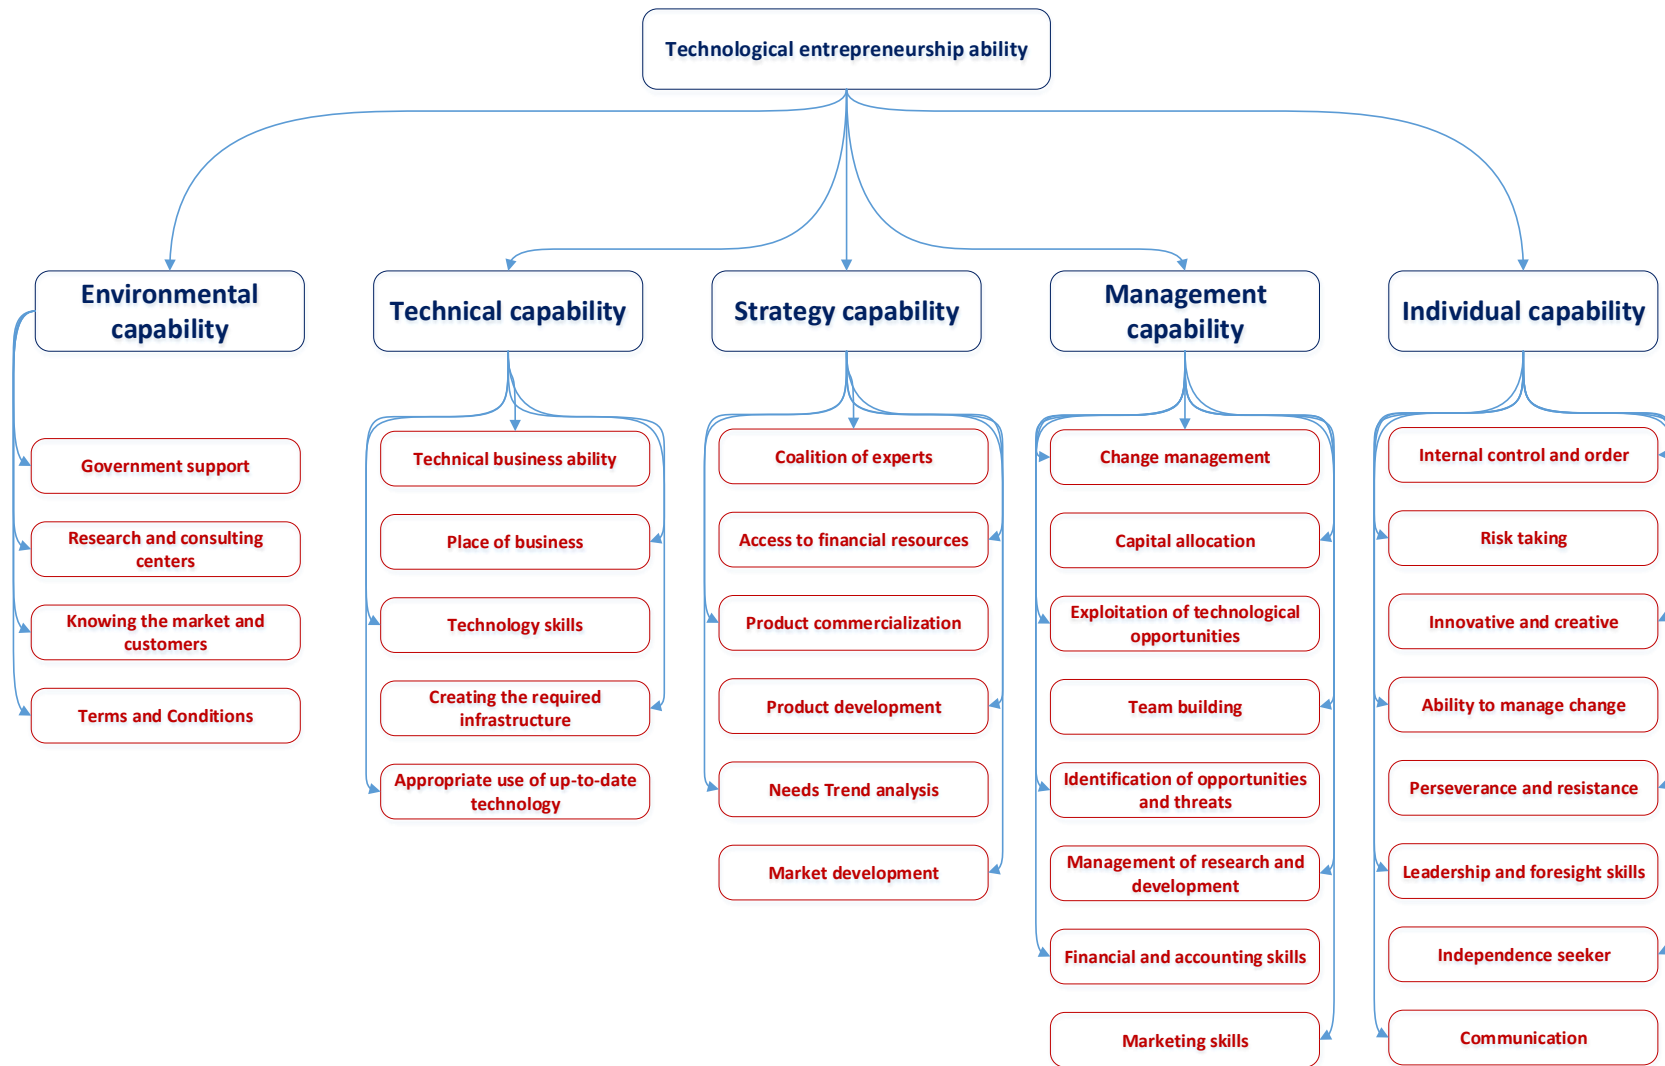 Technological entrepreneurship ability
Environmental
capability
Technical capability
Strategy capability
Management
capability
Individual capability
Government support
Research and consulting
centers
Knowing the market and
customers
Terms and Conditions
Technical business ability
Place of business
Technology skills
Creating the required
infrastructure
Appropriate use of up-to-date
technology
Coalition of experts
Access to financial resources
Product commercialization
Product development
Needs Trend analysis
Market development
Change management
Capital allocation
Exploitation of technological
opportunities
Team building
Identification of opportunities
and threats
Management of research and
development
Financial and accounting skills
Marketing skills
Internal control and order
Risk taking
Innovative and creative
Ability to manage change
Perseverance and resistance
Leadership and foresight skills
Independence seeker
Communication